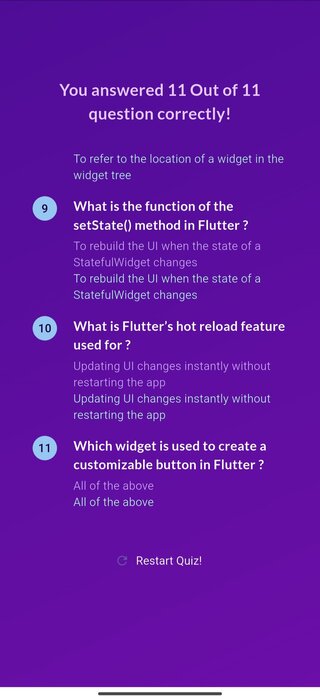 You answered 11 Out of 11
question correctly!
To refer to the location of a widget in the
widget tree
9
What is the function of the
setState() method in Flutter ?
To rebuild the UI when the state of a
StatefulWidget changes
To rebuild the UI when the state of a
StatefulWidget changes
10
What is Flutter's hot reload feature
used for ?
Updating UI changes instantly without
restarting the app
Updating UI changes instantly without
restarting the app
11
Which widget is used to create a
customizable button in Flutter ?
All of the above
All of the above
Restart Quiz!